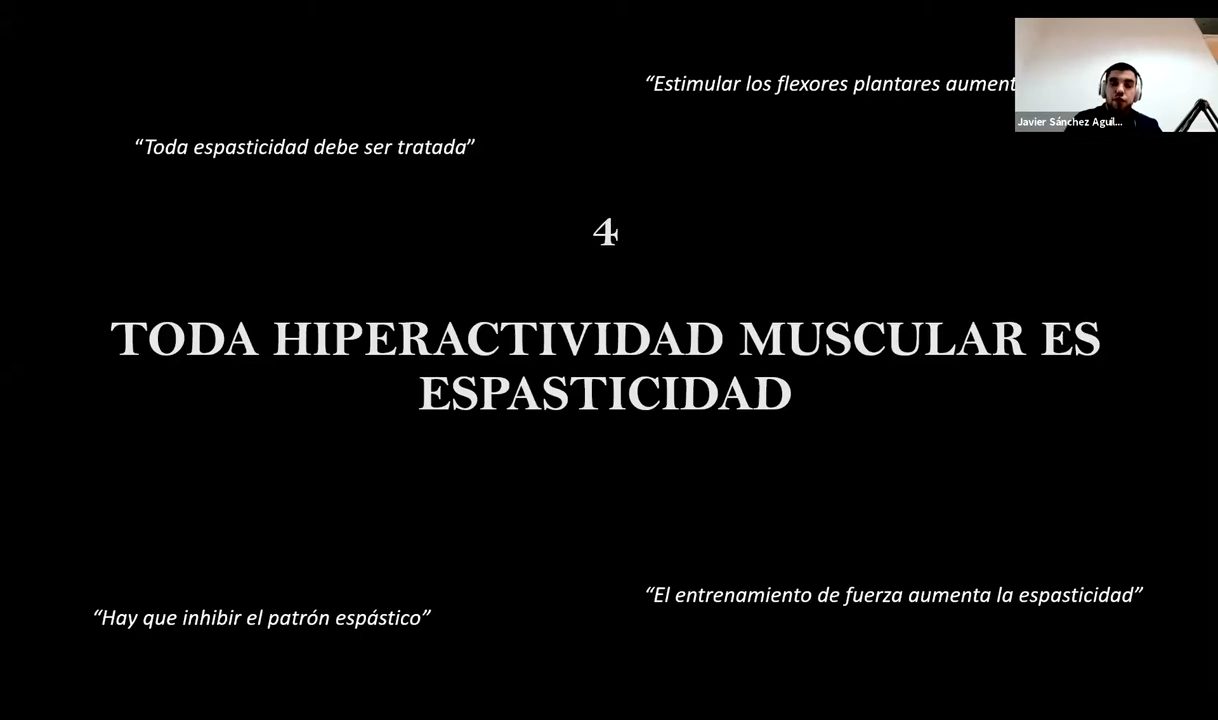 “Estimular los flexores plantares aument
Javier Sánchez Aguil...
“Toda espasticidad debe ser tratada”
4
TODA HIPERACTIVIDAD MUSCULAR ES
ESPASTICIDAD
“El entrenamiento de fuerza aumenta la espasticidad”
“Hay que inhibir el patrón espástico”